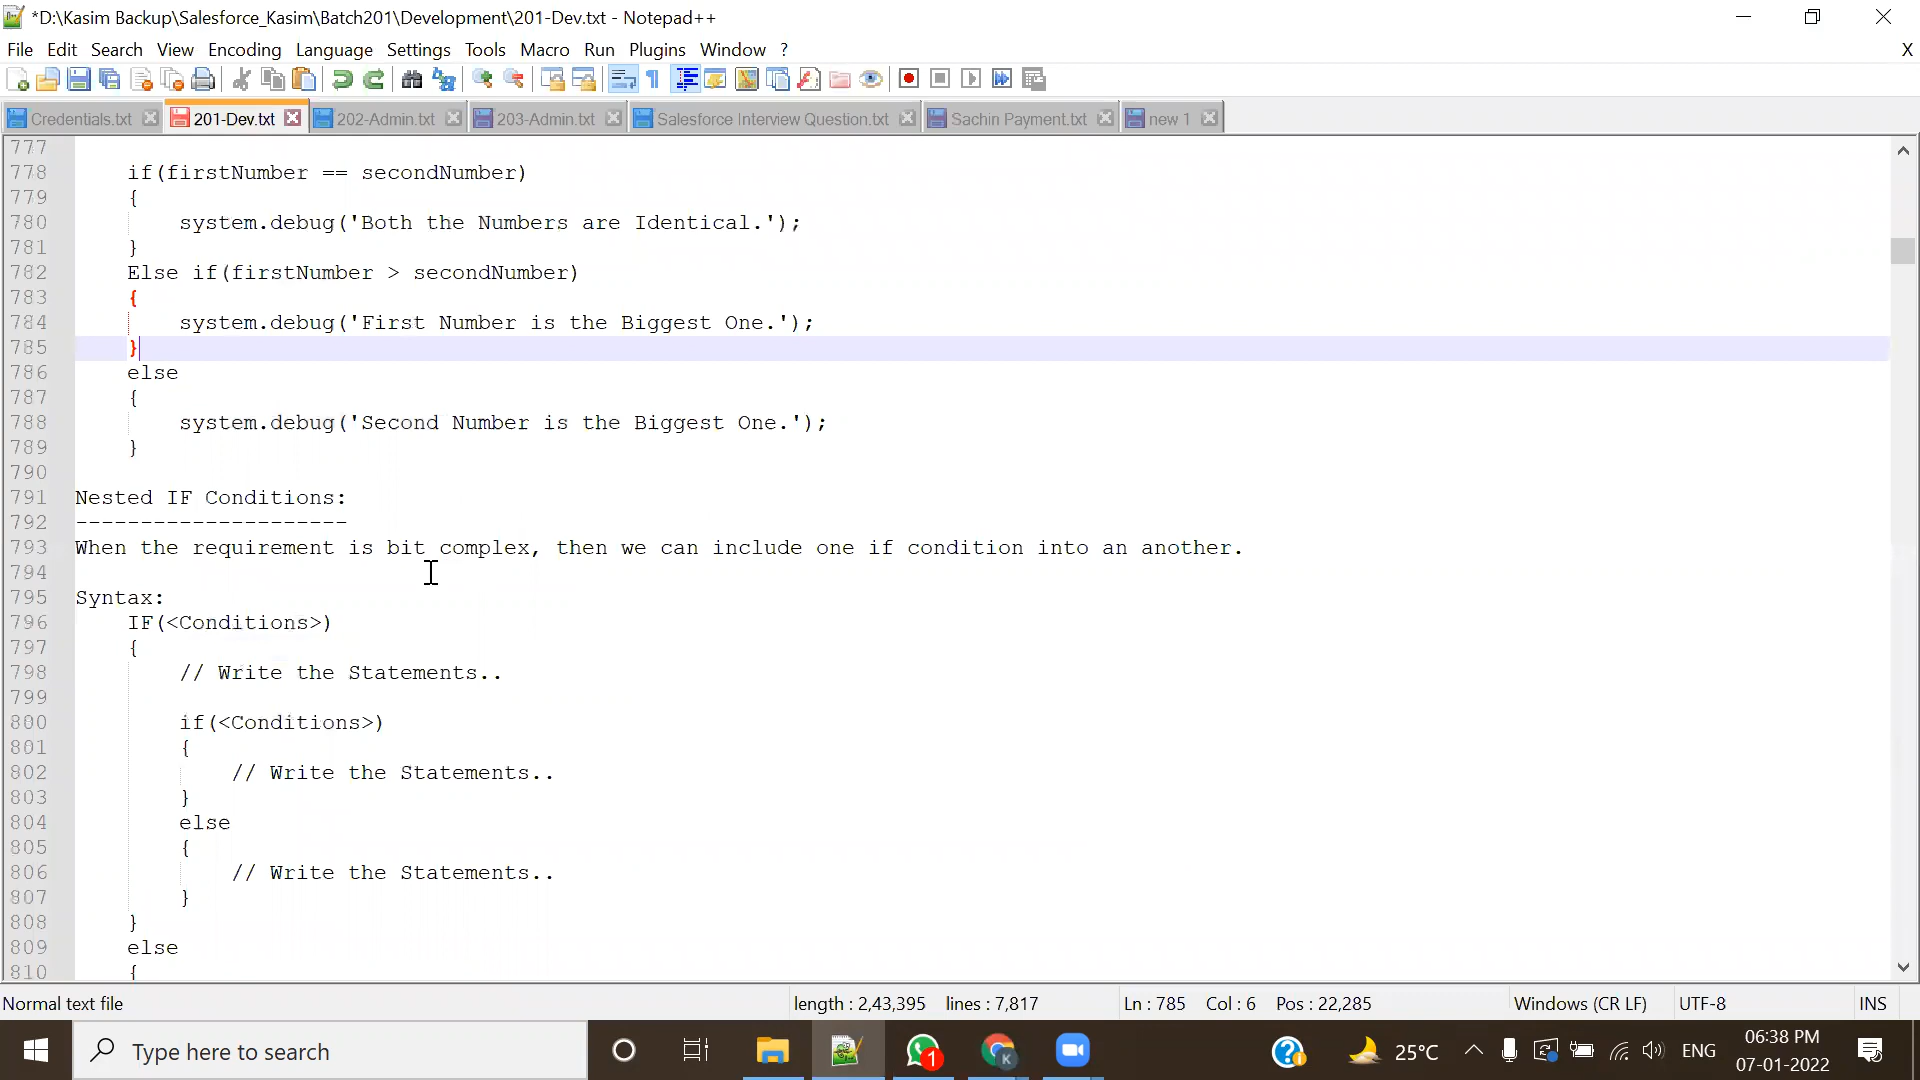 *D:\Kasim Backup\Salesforce_Kasim\Batch201\Development\201-Dev.txt - Notepad++
File Edit Search View Encoding Language Settings Tools Macro Run Plugins Window ? X
Credentials.txt 201-Dev.txt 202-Admin.txt 203-Admin.txt Salesforce Interview Question.txt Sachin Payment.txt new 1
777
778 if(firstNumber == secondNumber)
779 {
780 system.debug('Both the Numbers are Identical.');
781 }
782 Else if(firstNumber > secondNumber)
783 {
784 system.debug('First Number is the Biggest One.');
785 }
786 else
787 {
788 system.debug('Second Number is the Biggest One.');
789 }
790
791 Nested IF Conditions:
792 ---------------------
793 When the requirement is bit complex, then we can include one if condition into an another.
794
795 Syntax:
796 IF(<Conditions>)
797 {
798 // Write the Statements..
799
800 if(<Conditions>)
801 {
802 // Write the Statements..
803 }
804 else
805 {
806 // Write the Statements..
807 }
808 }
809 else
810 {
Normal text file length : 2,43,395 lines : 7,817 Ln : 785 Col : 6 Pos : 22,285 Windows (CR LF) UTF-8 INS
Type here to search 1 K 25°C ENG 06:38 PM
07-01-2022